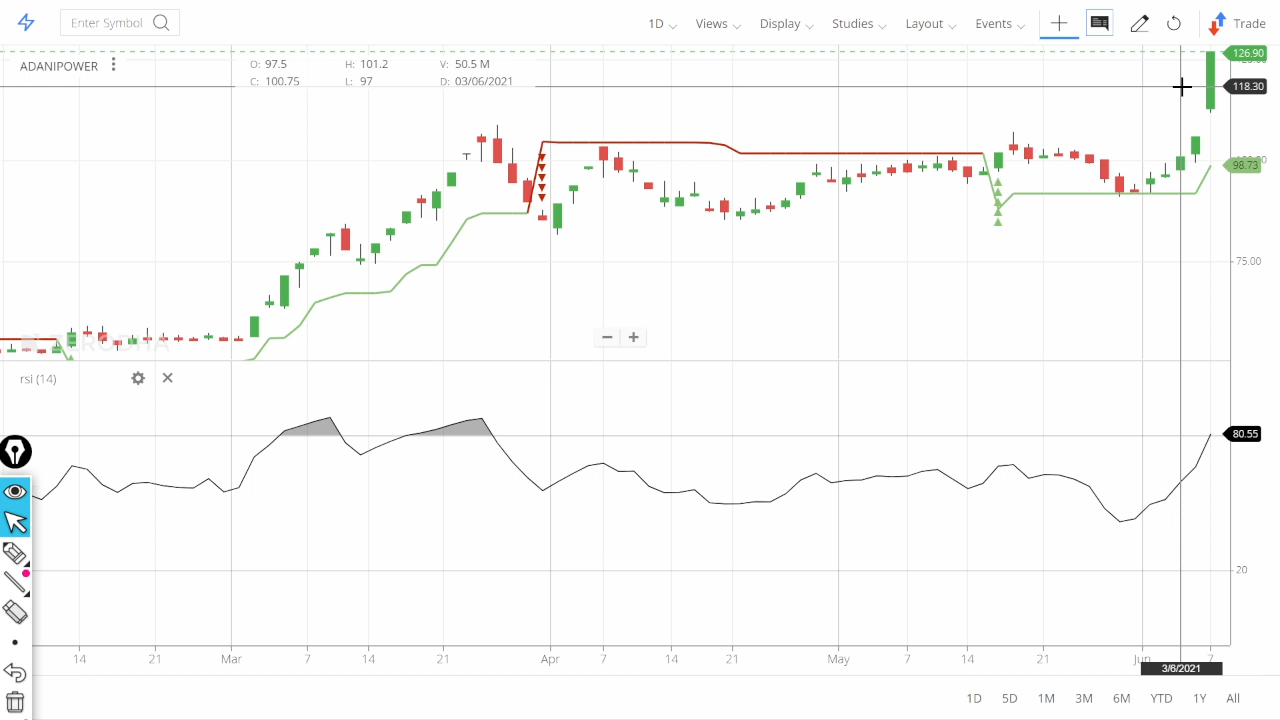 Enter Symbol
1D Views Display Studies Layout Events Trade
ADANIPOWER O: 97.5 H: 101.2 V: 50.5 M
C: 100.75 L: 97 D: 03/06/2021
126.90
118.30
98.73
75.00
ZERODHA
rsi (14)
80.55
20
14 21 Mar 7 14 21 Apr 7 14 21 May 7 14 21 Jun 7
3/6/2021
1D 5D 1M 3M 6M YTD 1Y All